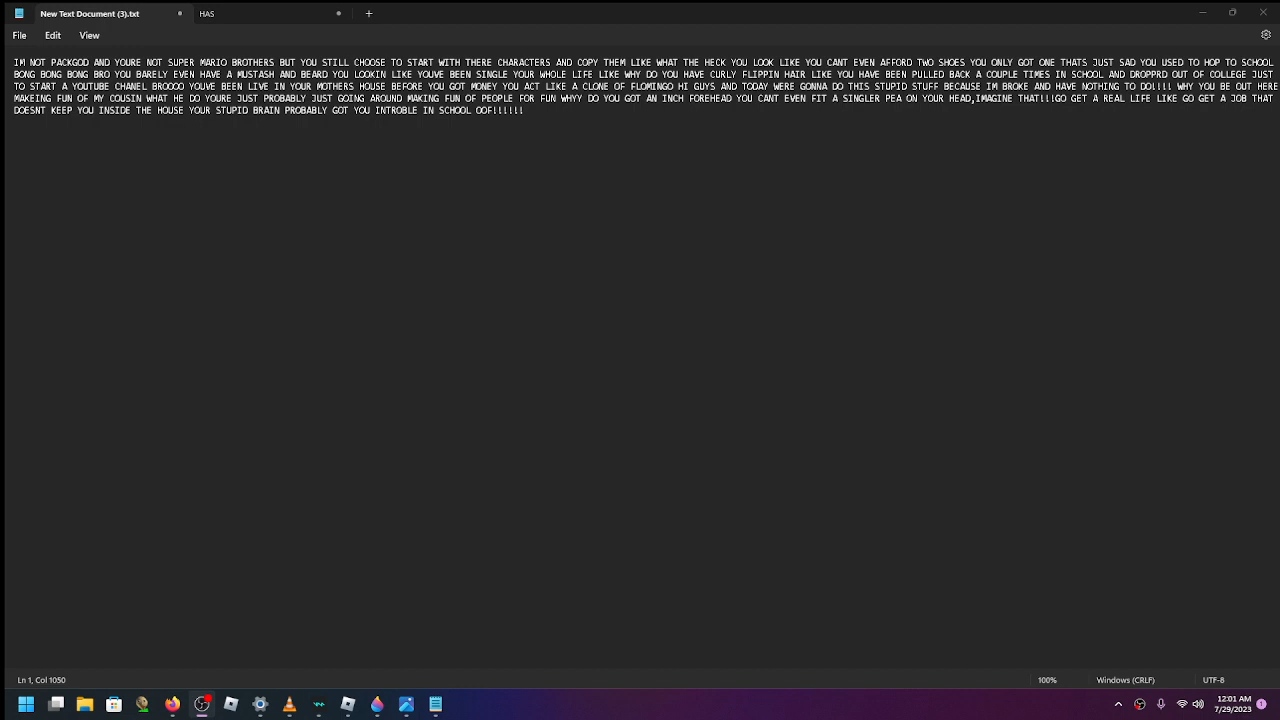 New Text Document (3).txt
HAS
File Edit View
IM NOT PACKGOD AND YOURE NOT SUPER MARIO BROTHERS BUT YOU STILL CHOOSE TO START WITH THERE CHARACTERS AND COPY THEM LIKE WHAT THE HECK YOU LOOK LIKE YOU CANT EVEN AFFORD TWO SHOES YOU ONLY GOT ONE THATS JUST SAD YOU USED TO HOP TO SCHOOL
BONG BONG BONG BRO YOU BARELY EVEN HAVE A MUSTASH AND BEARD YOU LOOKIN LIKE YOUVE BEEN SINGLE YOUR WHOLE LIFE LIKE WHY DO YOU HAVE CURLY FLIPPIN HAIR LIKE YOU HAVE BEEN PULLED BACK A COUPLE TIMES IN SCHOOL AND DROPPRD OUT OF COLLEGE JUST
TO START A YOUTUBE CHANEL BROOOO YOUVE BEEN LIVE IN YOUR MOTHERS HOUSE BEFORE YOU GOT MONEY YOU ACT LIKE A CLONE OF FLOMINGO HI GUYS AND TODAY WERE GONNA DO THIS STUPID STUFF BECAUSE IM BROKE AND HAVE NOTHING TO DO!!!! WHY YOU BE OUT HERE
MAKEING FUN OF MY COUSIN WHAT HE DO YOURE JUST PROBABLY JUST GOING AROUND MAKING FUN OF PEOPLE FOR FUN WHYY DO YOU GOT AN INCH FOREHEAD YOU CANT EVEN FIT A SINGLER PEA ON YOUR HEAD,IMAGINE THAT!!!GO GET A REAL LIFE LIKE GO GET A JOB THAT
DOESNT KEEP YOU INSIDE THE HOUSE YOUR STUPID BRAIN PROBABLY GOT YOU INTROBLE IN SCHOOL OOF!!!!!!
Ln 1, Col 1050
100%
Windows (CRLF)
UTF-8
12:01 AM
7/29/2023
1